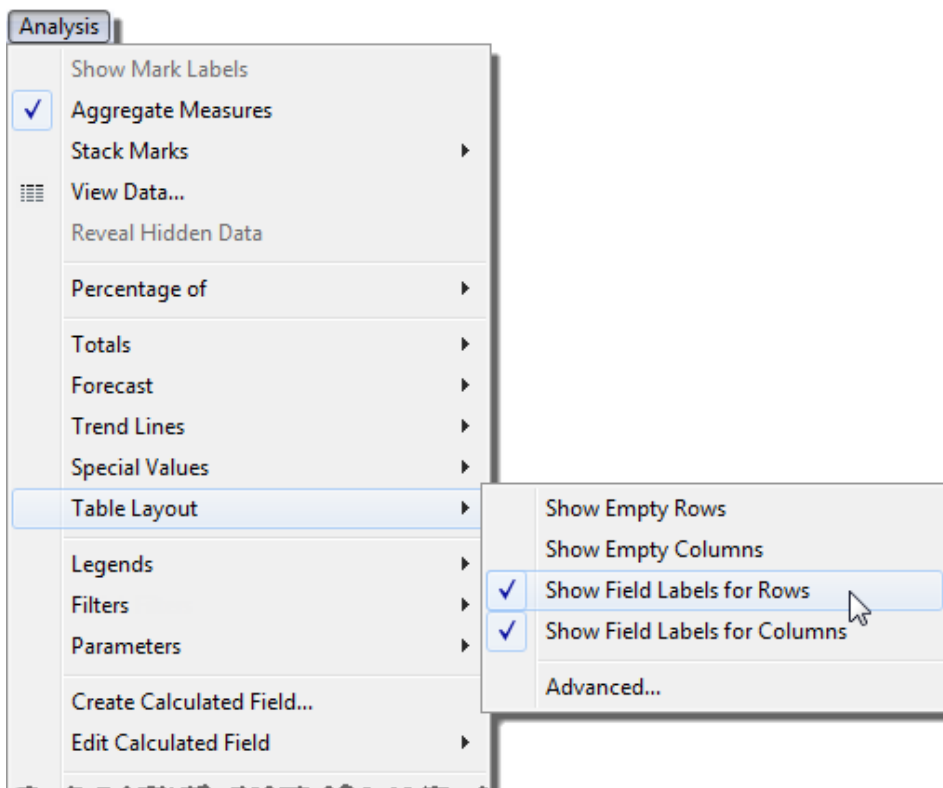 Analysis
Show Mark Labels
Aggregate Measures
Stack Marks
View Data...
Reveal Hidden Data
Percentage of
Totals
Forecast
Trend Lines
Special Values
Table Layout
Show Empty Rows
Show Empty Columns
Show Field Labels for Rows
Show Field Labels for Columns
Advanced...
Legends
Filters
Parameters
Create Calculated Field...
Edit Calculated Field